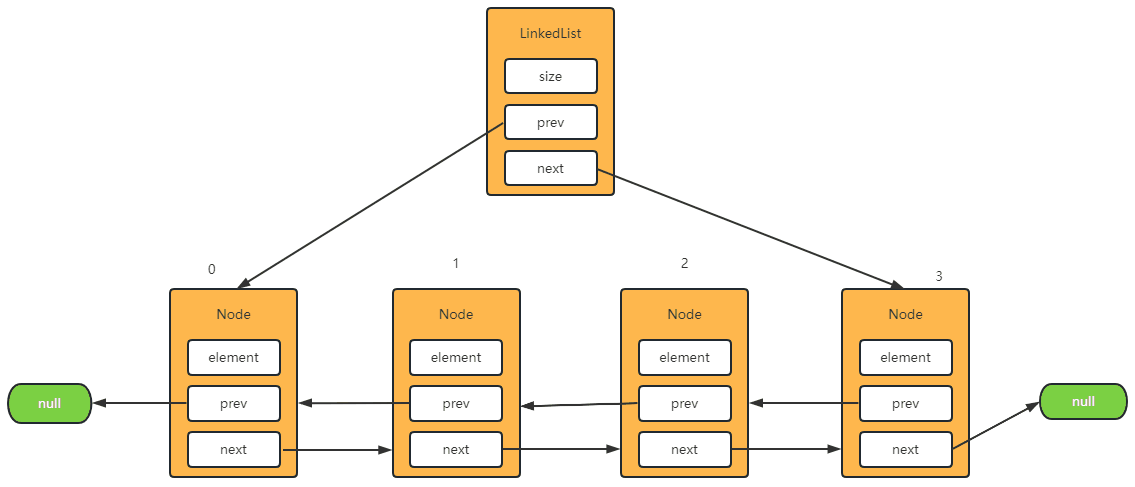 LinkedList
size
prev
next
0
1
2
3
Node
element
prev
next
Node
element
prev
next
Node
element
prev
next
Node
element
prev
next
null
null